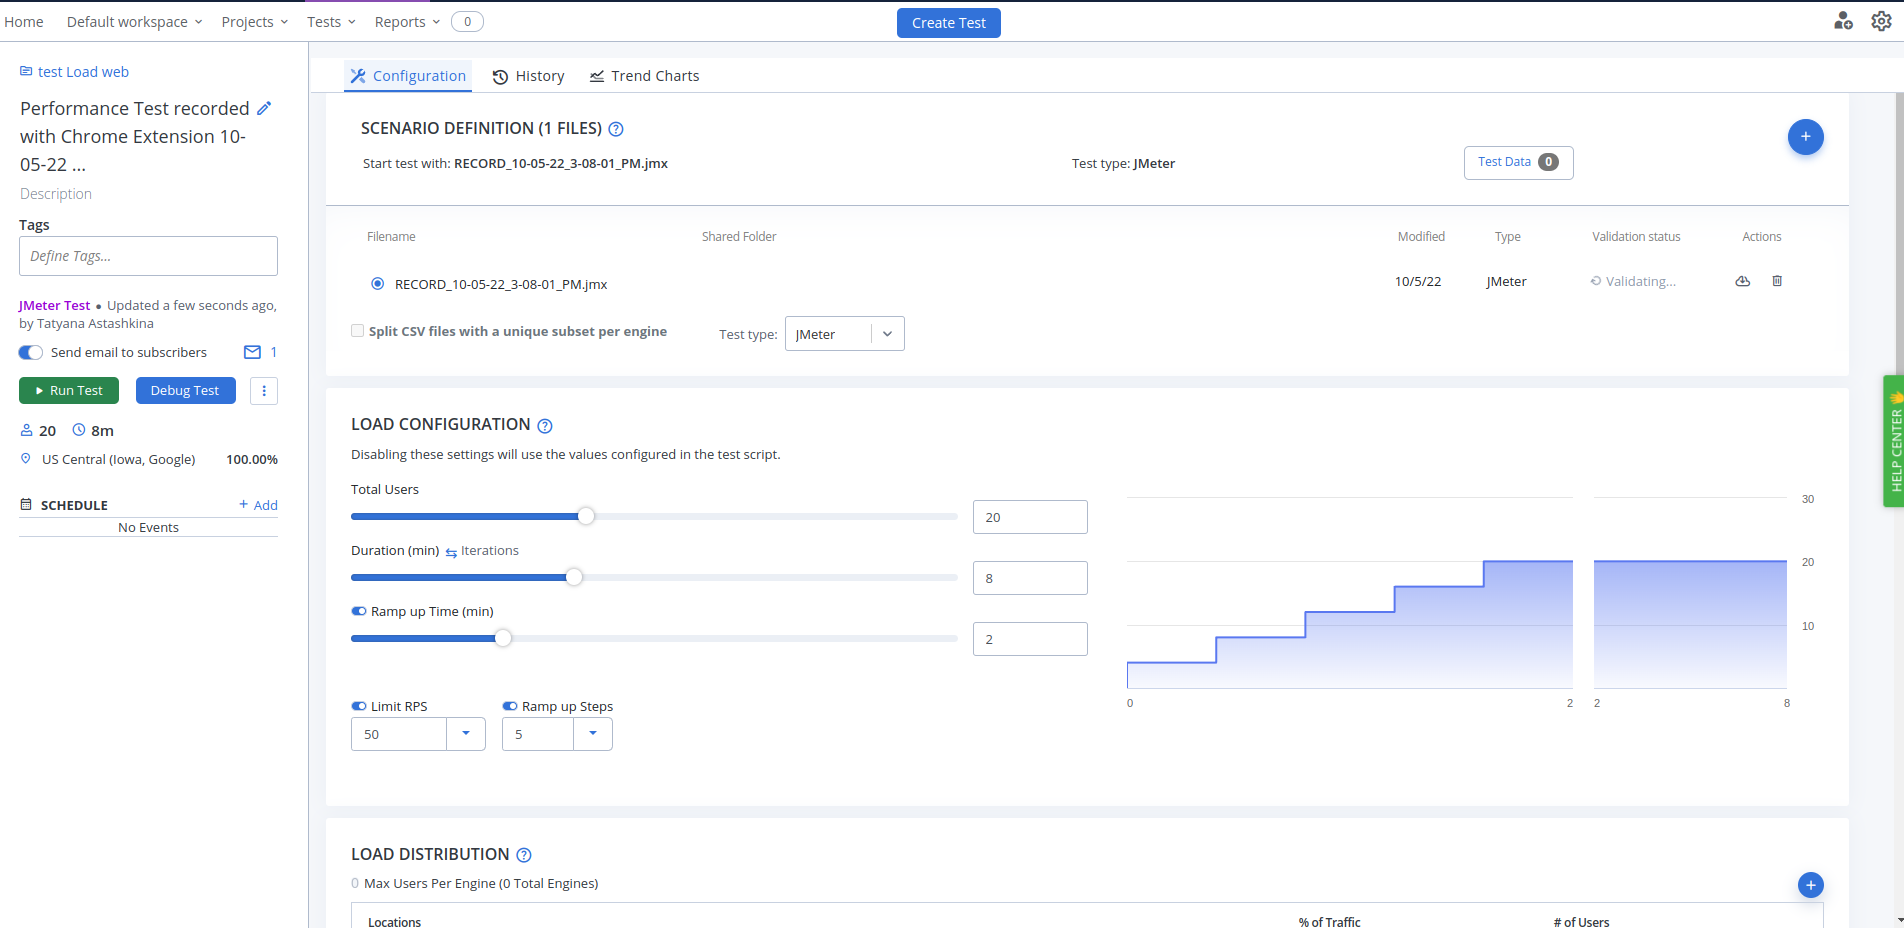 Home Default workspace Projects Tests Reports 0 Create Test
test Load web
Performance Test recorded
with Chrome Extension 10-
05-22 ...
Description
Tags
Define Tags...
JMeter Test • Updated a few seconds ago,
by Tatyana Astashkina
Send email to subscribers 1
Run Test Debug Test
20 8m
US Central (Iowa, Google) 100.00%
SCHEDULE + Add
No Events
Configuration History Trend Charts
SCENARIO DEFINITION (1 FILES) ?
+
Start test with: RECORD_10-05-22_3-08-01_PM.jmx Test type: JMeter Test Data 0
Filename Shared Folder Modified Type Validation status Actions
RECORD_10-05-22_3-08-01_PM.jmx 10/5/22 JMeter Validating...
Split CSV files with a unique subset per engine Test type: JMeter
LOAD CONFIGURATION ?
Disabling these settings will use the values configured in the test script.
Total Users
20
Duration (min) Iterations
8
Ramp up Time (min)
2
Limit RPS Ramp up Steps
50 5
30
20
10
0 2 2 8
LOAD DISTRIBUTION ?
0 Max Users Per Engine (0 Total Engines)
+
Locations % of Traffic # of Users
HELP CENTER